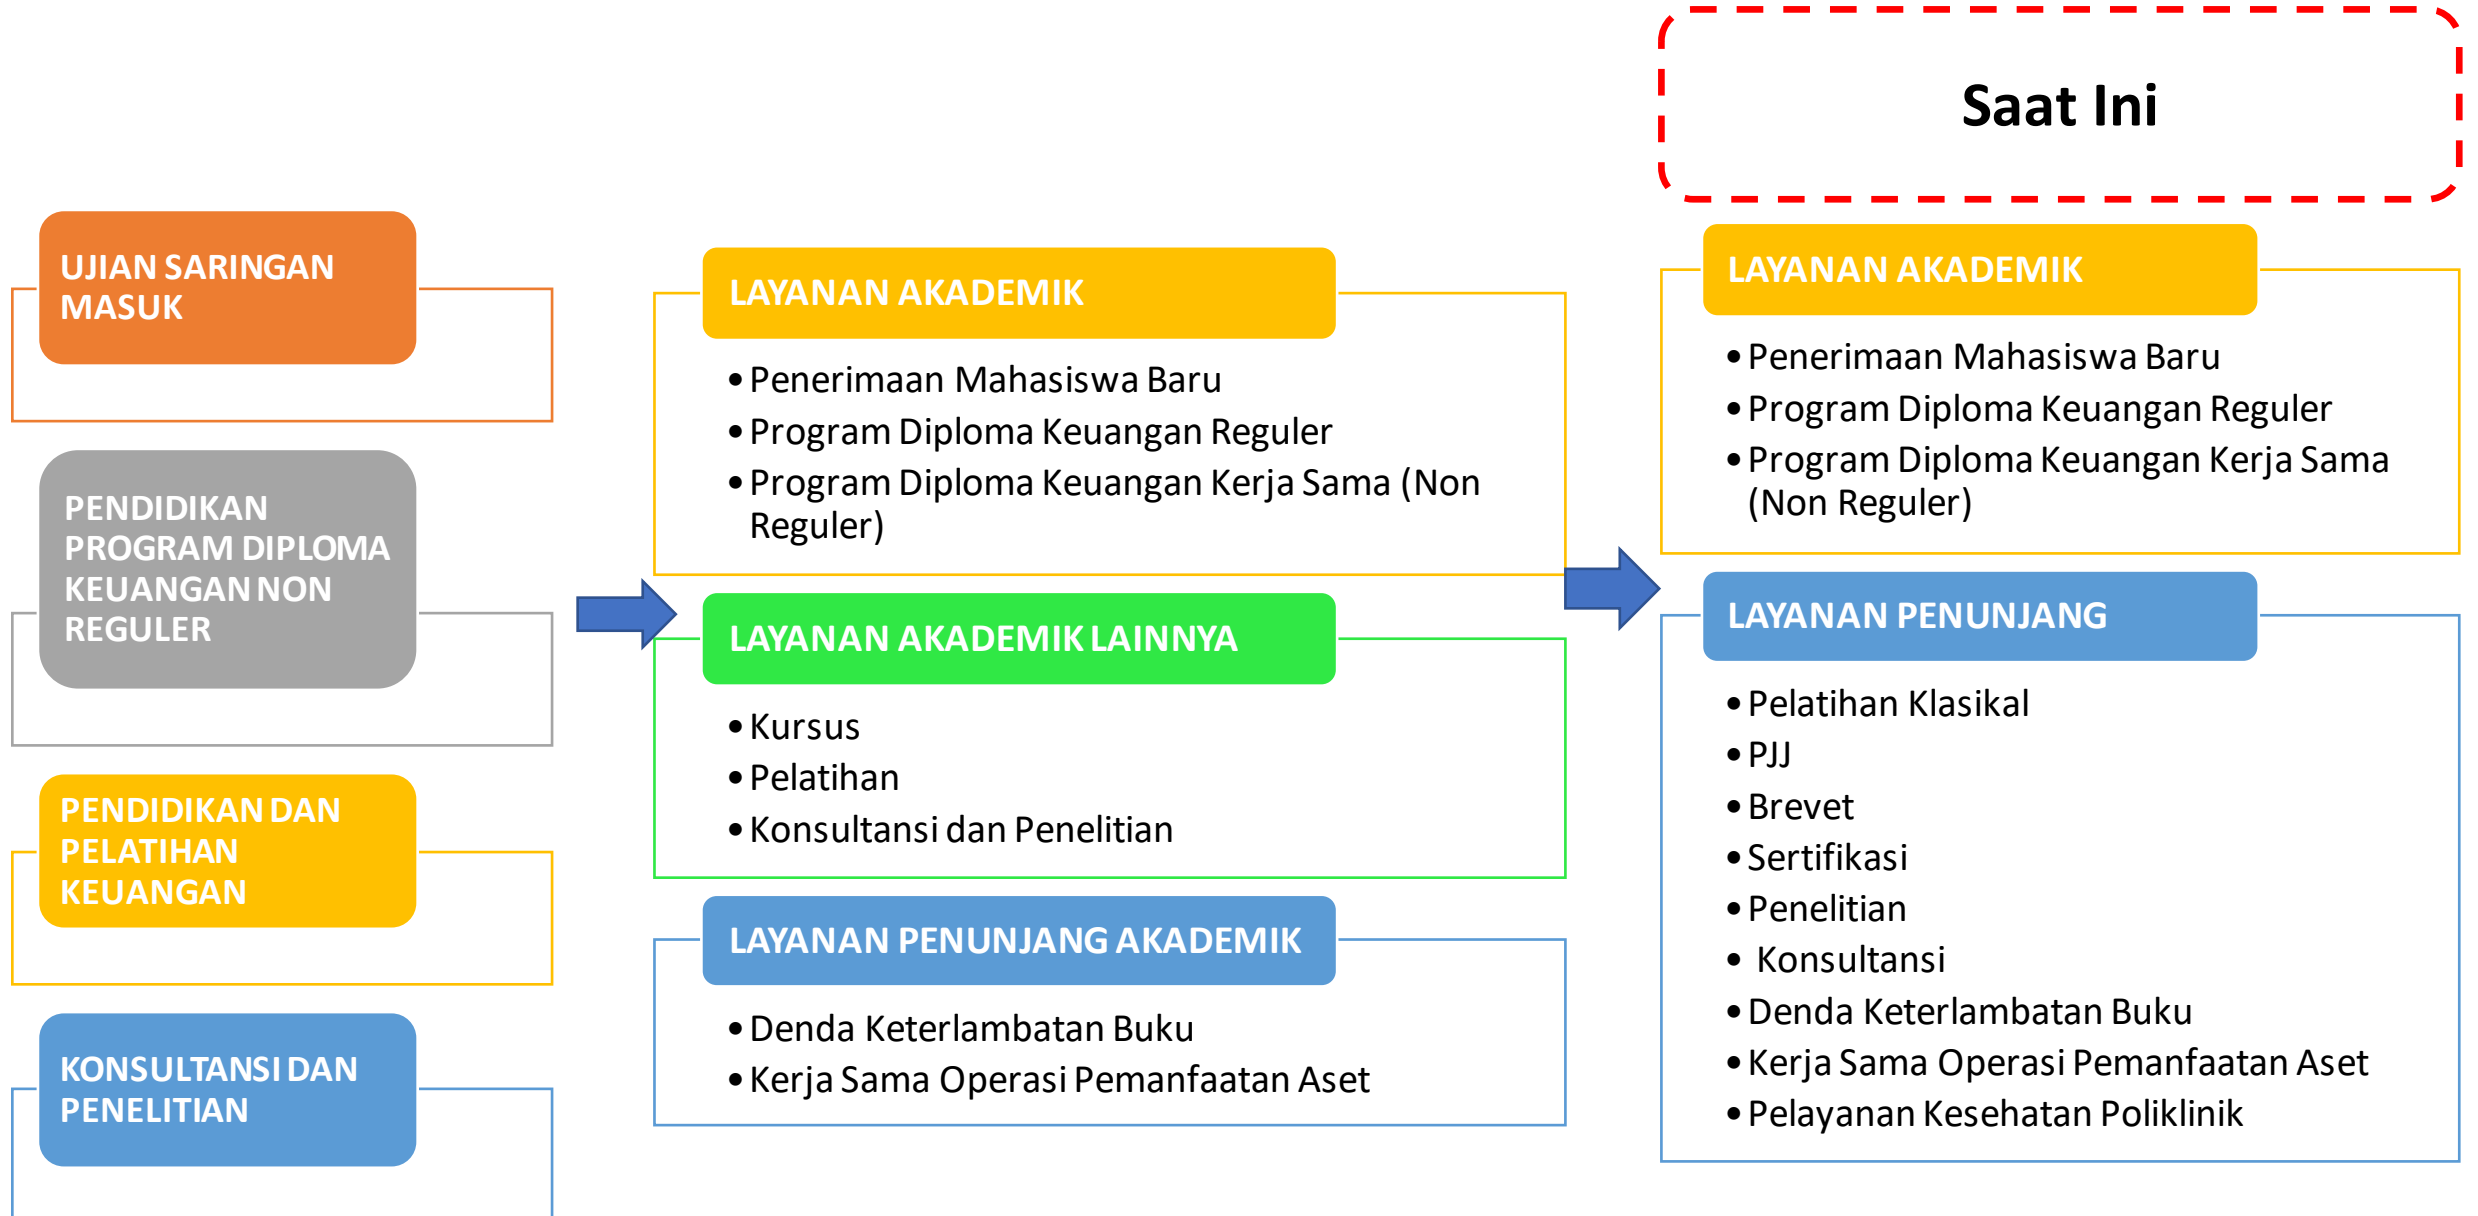 Saat Ini
UJIAN SARINGAN
MASUK
PENDIDIKAN
PROGRAM DIPLOMA
KEUANGAN NON
REGULER
PENDIDIKAN DAN
PELATIHAN
KEUANGAN
KONSULTANSI DAN
PENELITIAN
LAYANAN AKADEMIK
•Penerimaan Mahasiswa Baru
•Program Diploma Keuangan Reguler
•Program Diploma Keuangan Kerja Sama (Non
Reguler)
LAYANAN AKADEMIK LAINNYA
•Kursus
•Pelatihan
•Konsultansi dan Penelitian
LAYANAN PENUNJANG AKADEMIK
•Denda Keterlambatan Buku
•Kerja Sama Operasi Pemanfaatan Aset
LAYANAN AKADEMIK
•Penerimaan Mahasiswa Baru
•Program Diploma Keuangan Reguler
•Program Diploma Keuangan Kerja Sama
(Non Reguler)
LAYANAN PENUNJANG
•Pelatihan Klasikal
•PJJ
•Brevet
•Sertifikasi
•Penelitian
• Konsultansi
•Denda Keterlambatan Buku
•Kerja Sama Operasi Pemanfaatan Aset
•Pelayanan Kesehatan Poliklinik